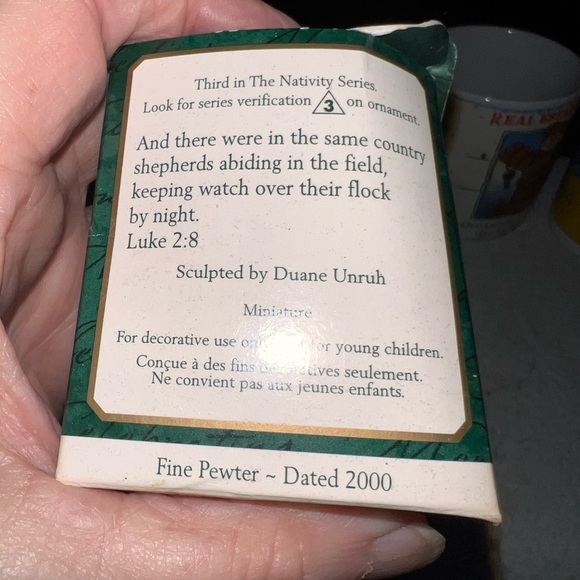 Third in The Nativity Series.
Look for series verification 3 on ornament.
And there were in the same country
shepherds abiding in the field,
keeping watch over their flock
by night.
Luke 2:8
Sculpted by Duane Unruh
Miniature
For decorative use for young children.
Conçue à des fins décoratives seulement.
Ne convient pas aux jeunes enfants.
Fine Pewter ~ Dated 2000
REAL